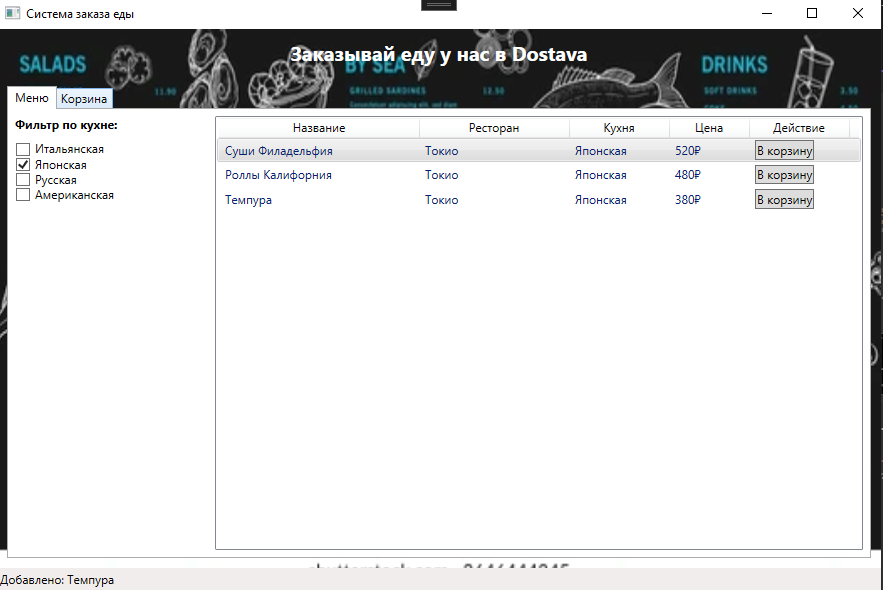 Система заказа еды
Заказывай еду у нас в Dostava
SALADS
BY SEA
DRINKS
11.90
GRILLED SARDINES
12.50
SOFT DRINKS
3.50
Меню
Корзина
Фильтр по кухне:
Итальянская
Японская
Русская
Американская
Название Ресторан Кухня Цена Действие
Суши Филадельфия Токио Японская 520₽ В корзину
Роллы Калифорния Токио Японская 480₽ В корзину
Темпура Токио Японская 380₽ В корзину
Добавлено: Темпура